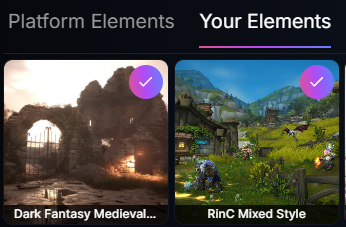 Platform Elements
Your Elements
Dark Fantasy Medieval...
RinC Mixed Style